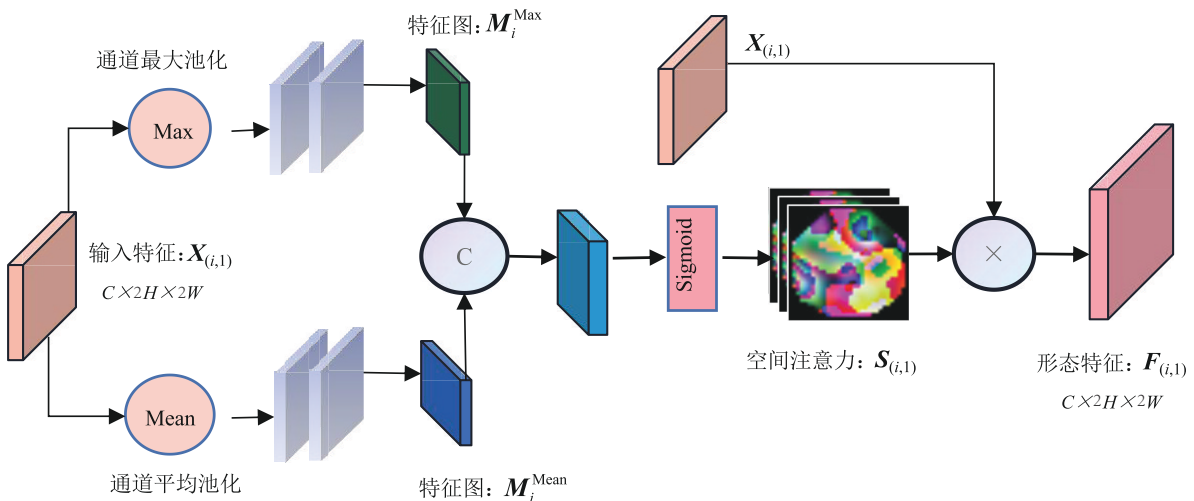 特征图: M_i^Max
通道最大池化
X_(i,1)
Max
输入特征: X_(i,1)
C×2H×2W
C
Sigmoid
×
空间注意力: S_(i,1)
形态特征: F_(i,1)
C×2H×2W
Mean
通道平均池化
特征图: M_i^Mean